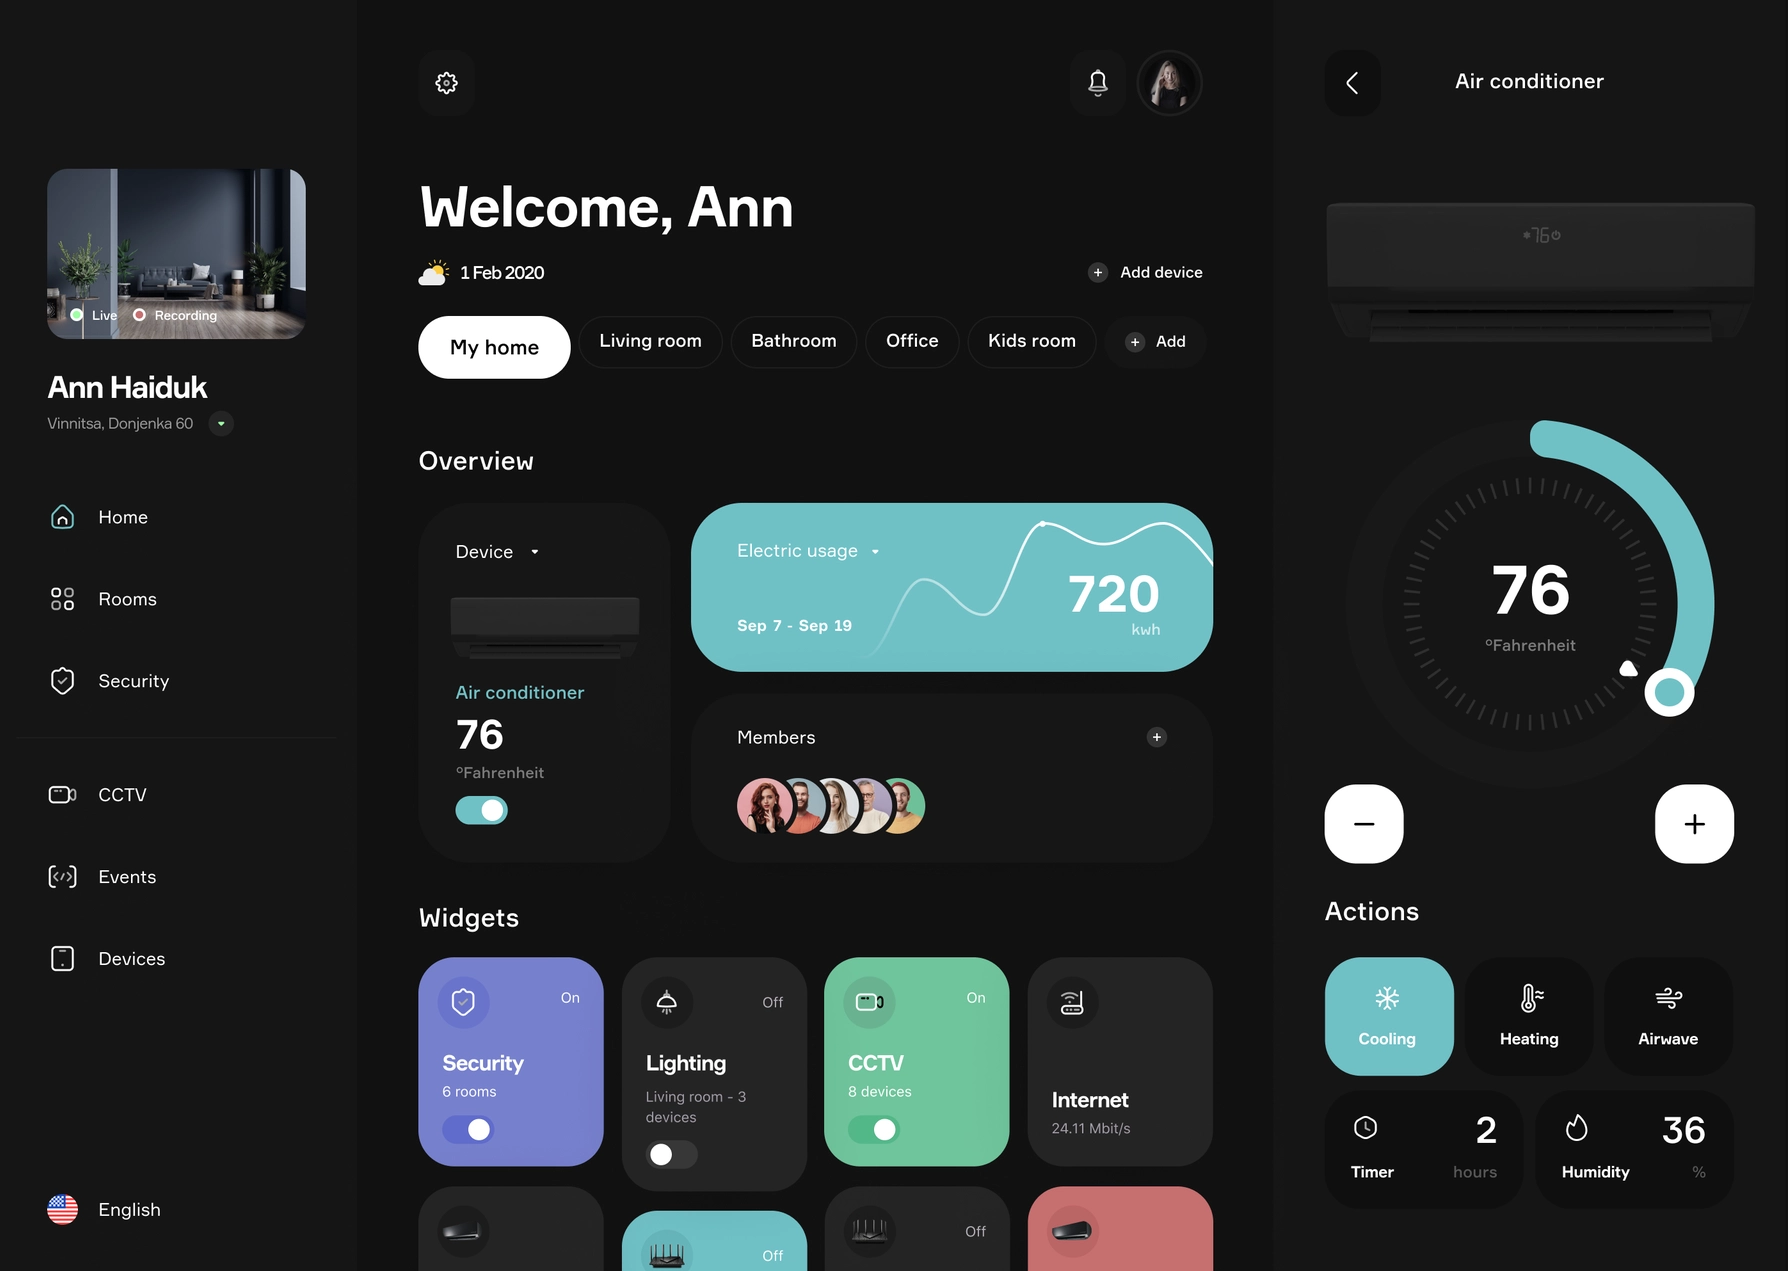 Live
Recording
Ann Haiduk
Vinnitsa, Donjenka 60
Home
Rooms
Security
CCTV
Events
Devices
English
Welcome, Ann
1 Feb 2020
Add device
My home
Living room
Bathroom
Office
Kids room
Add
Overview
Device
Air conditioner
76
°Fahrenheit
Electric usage
Sep 7 - Sep 19
720
kwh
Members
Widgets
On
Security
6 rooms
Off
Lighting
Living room - 3
devices
On
CCTV
8 devices
Internet
24.11 Mbit/s
Off
Off
Air conditioner
76
76
°Fahrenheit
Actions
Cooling
Heating
Airwave
2
Timer
hours
36
Humidity
%